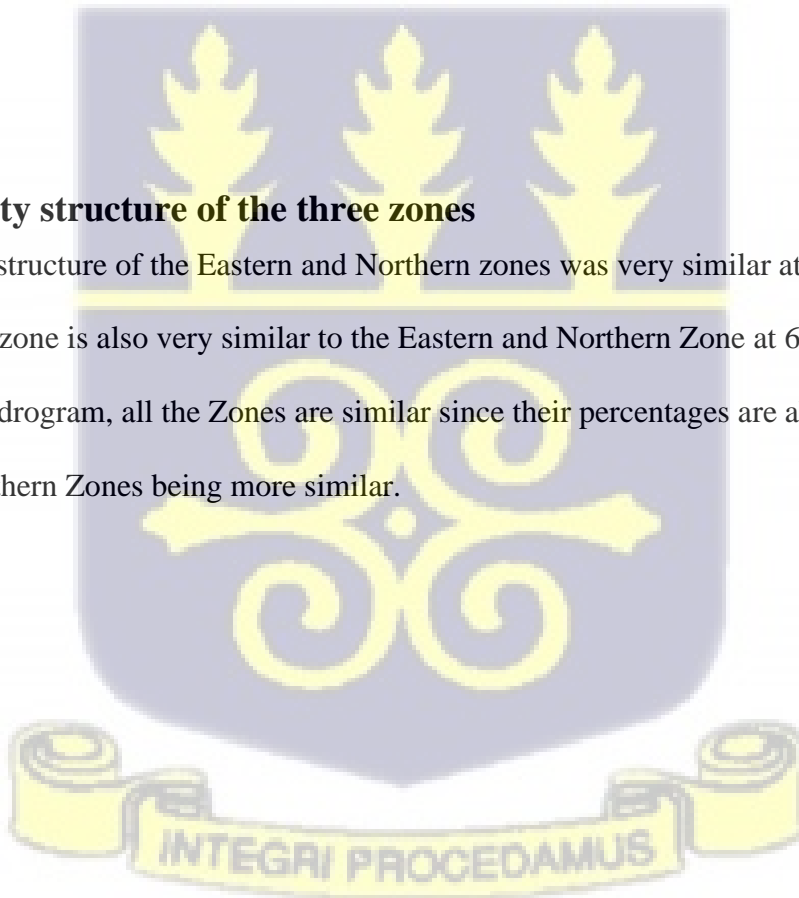 ty structure of the three zones
structure of the Eastern and Northern zones was very similar at
zone is also very similar to the Eastern and Northern Zone at 6
drogram, all the Zones are similar since their percentages are a
hern Zones being more similar.
INTEGRI PROCEDAMUS